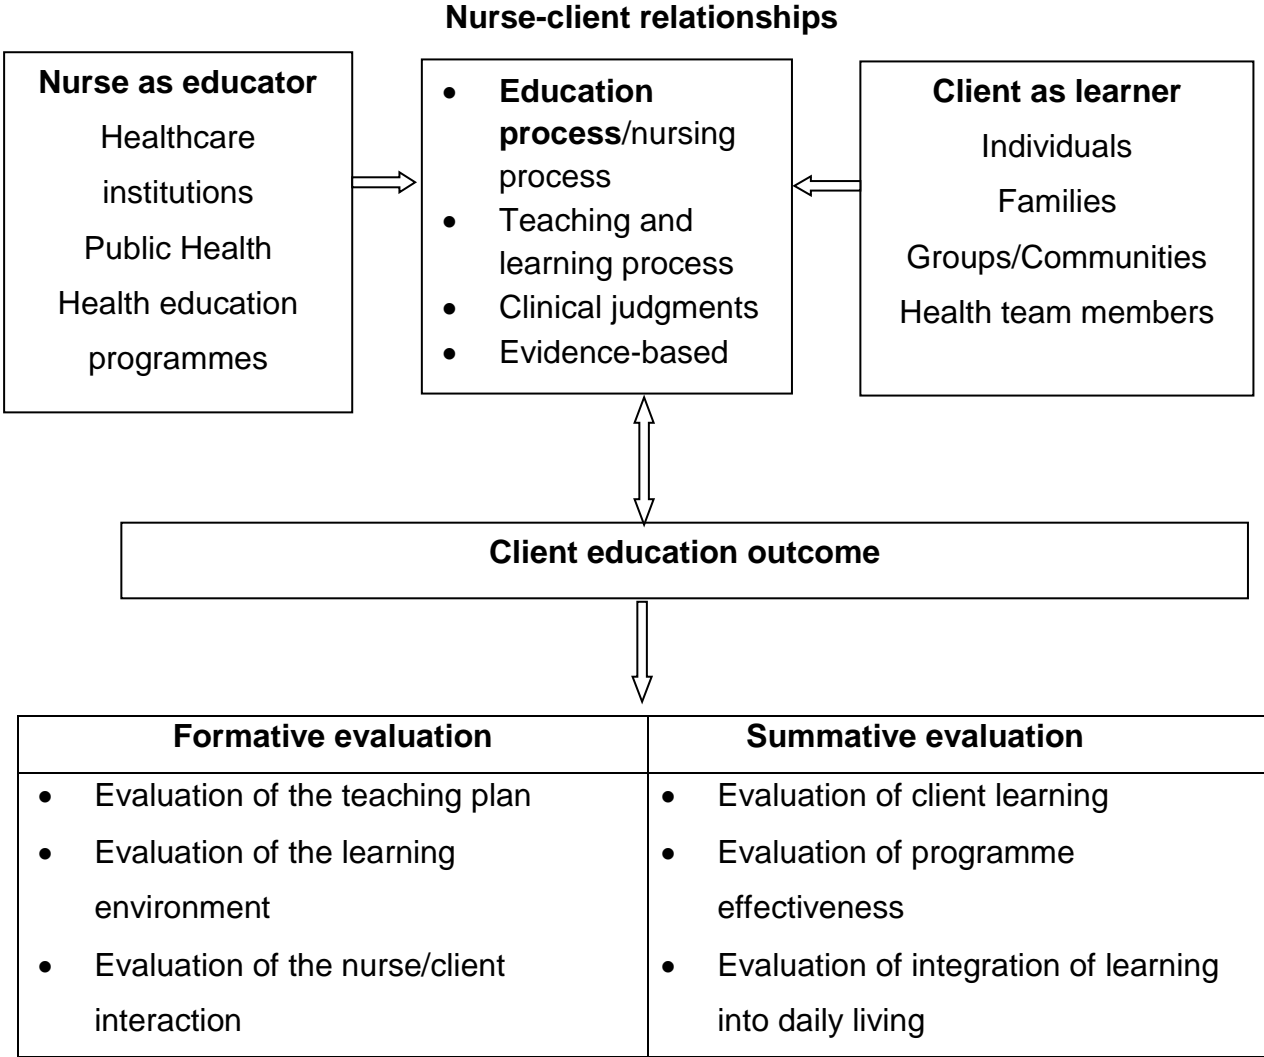 Nurse-client relationships
Nurse as educator
Healthcare
institutions
Public Health
Health education
programmes
• Education
process/nursing
process
• Teaching and
learning process
• Clinical judgments
• Evidence-based
Client as learner
Individuals
Families
Groups/Communities
Health team members
Client education outcome
Formative evaluation
• Evaluation of the teaching plan
• Evaluation of the learning
environment
• Evaluation of the nurse/client
interaction
Summative evaluation
• Evaluation of client learning
• Evaluation of programme
effectiveness
• Evaluation of integration of learning
into daily living